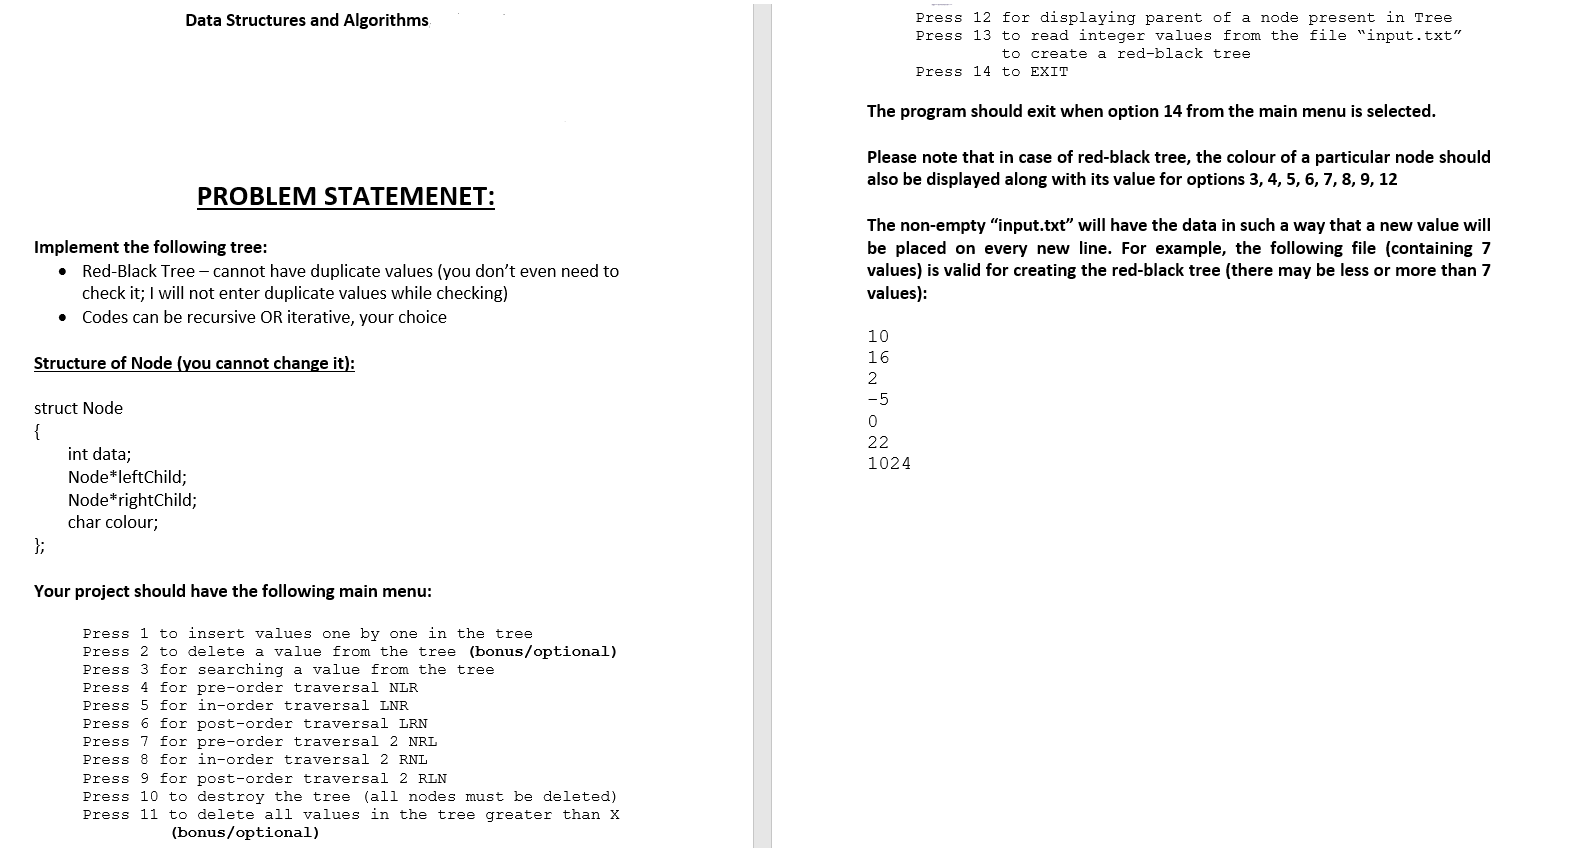 Data Structures and Algorithms
PROBLEM STATEMENET:
Implement the following tree:
• Red-Black Tree – cannot have duplicate values (you don’t even need to
check it; I will not enter duplicate values while checking)
• Codes can be recursive OR iterative, your choice
Structure of Node (you cannot change it):
struct Node
{
int data;
Node*leftChild;
Node*rightChild;
char colour;
};
Your project should have the following main menu:
Press 1 to insert values one by one in the tree
Press 2 to delete a value from the tree (bonus/optional)
Press 3 for searching a value from the tree
Press 4 for pre-order traversal NLR
Press 5 for in-order traversal LNR
Press 6 for post-order traversal LRN
Press 7 for pre-order traversal 2 NRL
Press 8 for in-order traversal 2 RNL
Press 9 for post-order traversal 2 RLN
Press 10 to destroy the tree (all nodes must be deleted)
Press 11 to delete all values in the tree greater than X
(bonus/optional)
Press 12 for displaying parent of a node present in Tree
Press 13 to read integer values from the file “input.txt”
to create a red-black tree
Press 14 to EXIT
The program should exit when option 14 from the main menu is selected.
Please note that in case of red-black tree, the colour of a particular node should
also be displayed along with its value for options 3, 4, 5, 6, 7, 8, 9, 12
The non-empty “input.txt” will have the data in such a way that a new value will
be placed on every new line. For example, the following file (containing 7
values) is valid for creating the red-black tree (there may be less or more than 7
values):
10
16
2
-5
0
22
1024